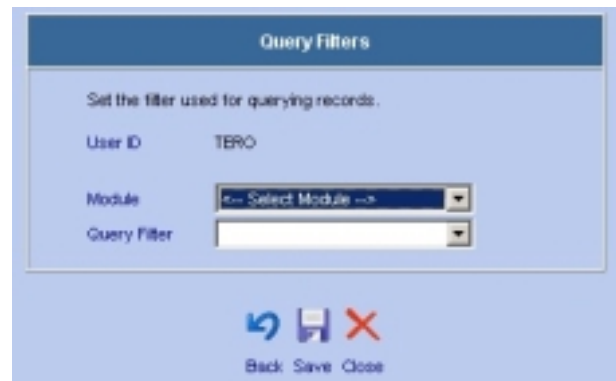 Query Filters
Set the filter used for querying records.
User ID TERO
Module <-- Select Module -->
Query Filter
Back Save Close